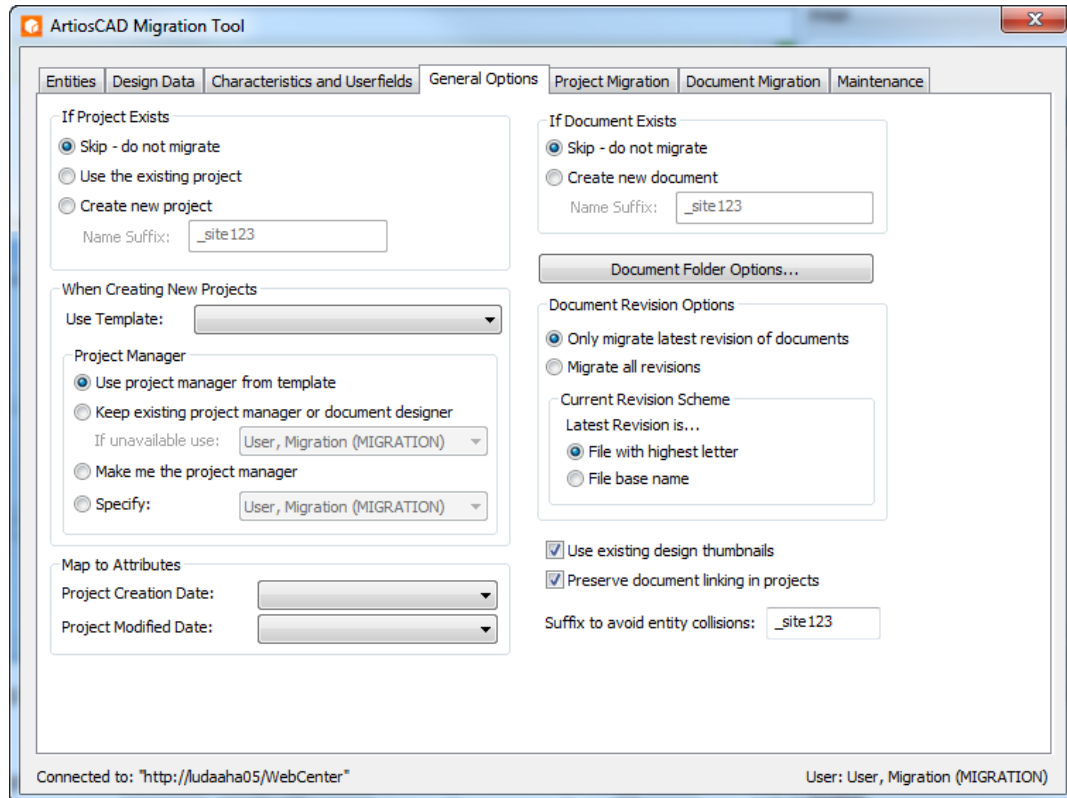 ArtiosCAD Migration Tool
Entities
Design Data
Characteristics and Userfields
General Options
Project Migration
Document Migration
Maintenance
If Project Exists
Skip - do not migrate
Use the existing project
Create new project
Name Suffix: _site123
When Creating New Projects
Use Template:
Project Manager
Use project manager from template
Keep existing project manager or document designer
If unavailable use: User, Migration (MIGRATION)
Make me the project manager
Specify: User, Migration (MIGRATION)
Map to Attributes
Project Creation Date:
Project Modified Date:
If Document Exists
Skip - do not migrate
Create new document
Name Suffix: _site123
Document Folder Options...
Document Revision Options
Only migrate latest revision of documents
Migrate all revisions
Current Revision Scheme
Latest Revision is...
File with highest letter
File base name
Use existing design thumbnails
Preserve document linking in projects
Suffix to avoid entity collisions: _site123
Connected to: "http://ludaaha05/WebCenter"
User: User, Migration (MIGRATION)